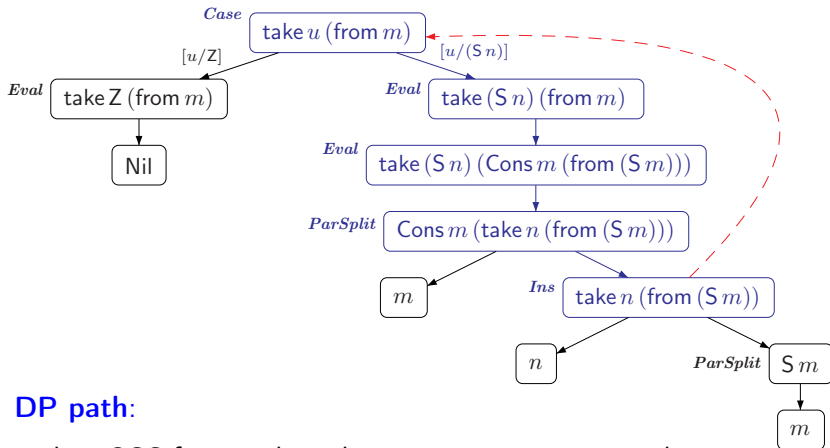 Case
take u (from m)
[u/Z]
[u/(S n)]
Eval
take Z (from m)
Eval
take (S n) (from m)
Nil
Eval
take (S n) (Cons m (from (S m)))
ParSplit
Cons m (take n (from (S m)))
m
Ins
take n (from (S m))
n
ParSplit
S m
m
DP path: